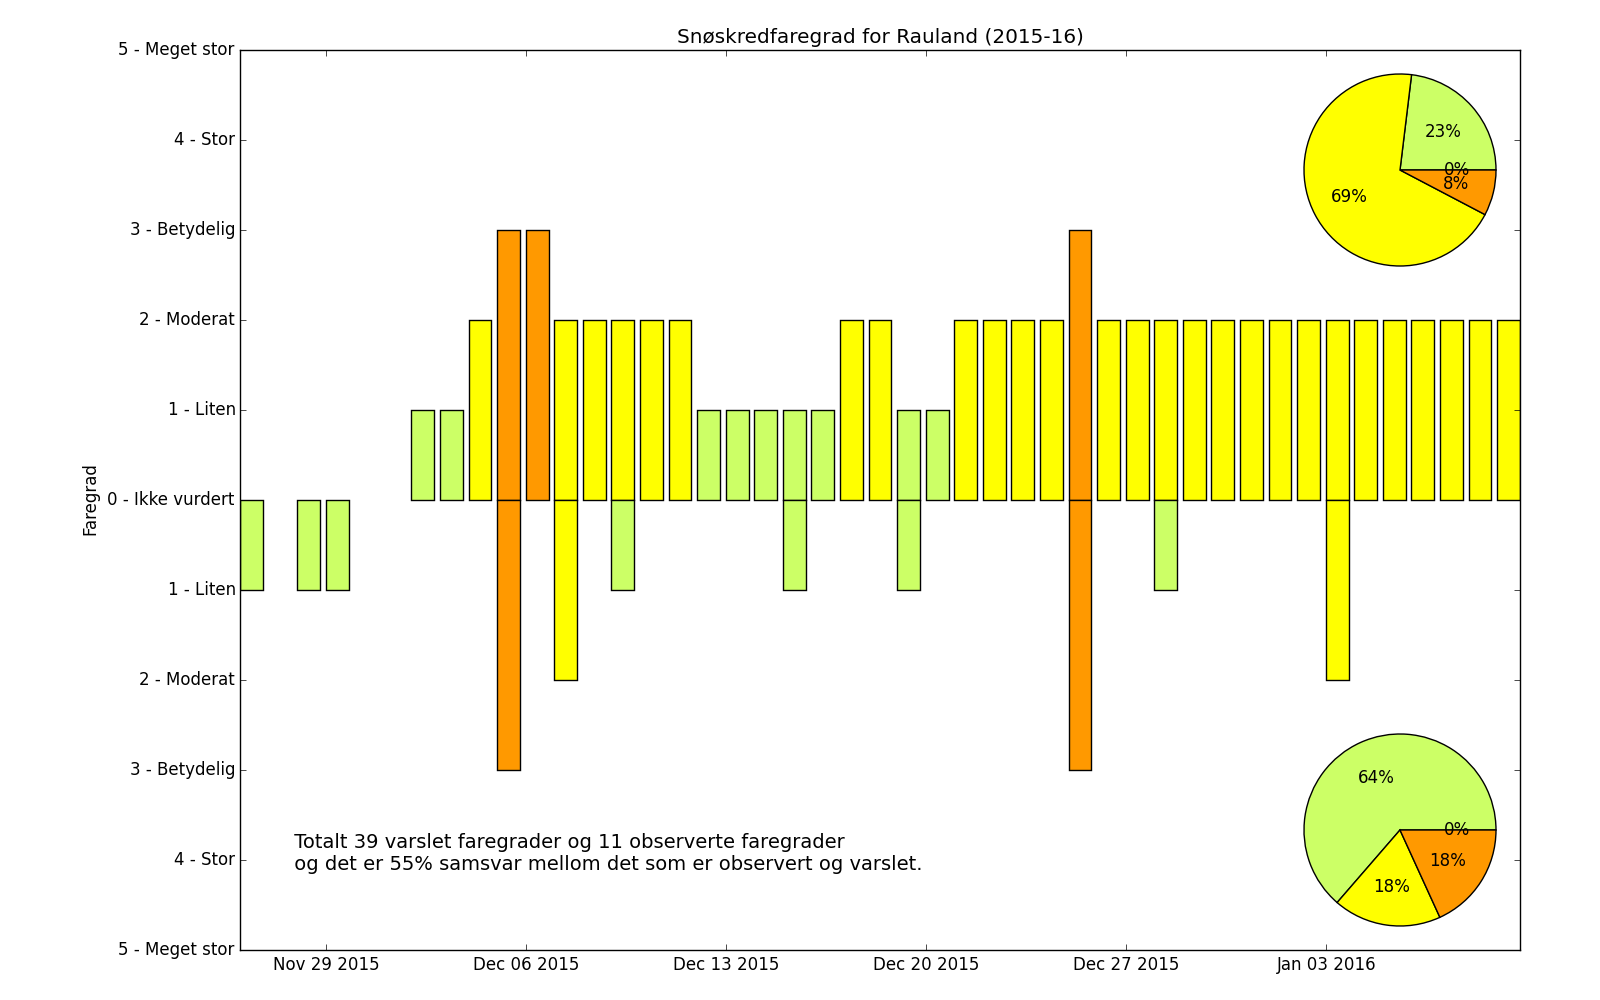 Snøskredfaregrad for Rauland (2015-16)
5 - Meget stor
4 - Stor
3 - Betydelig
2 - Moderat
1 - Liten
0 - Ikke vurdert
1 - Liten
2 - Moderat
3 - Betydelig
4 - Stor
5 - Meget stor
Faregrad
23%
0%
8%
69%
64%
0%
18%
18%
Totalt 39 varslet faregrader og 11 observerte faregrader
og det er 55% samsvar mellom det som er observert og varslet.
Nov 29 2015
Dec 06 2015
Dec 13 2015
Dec 20 2015
Dec 27 2015
Jan 03 2016